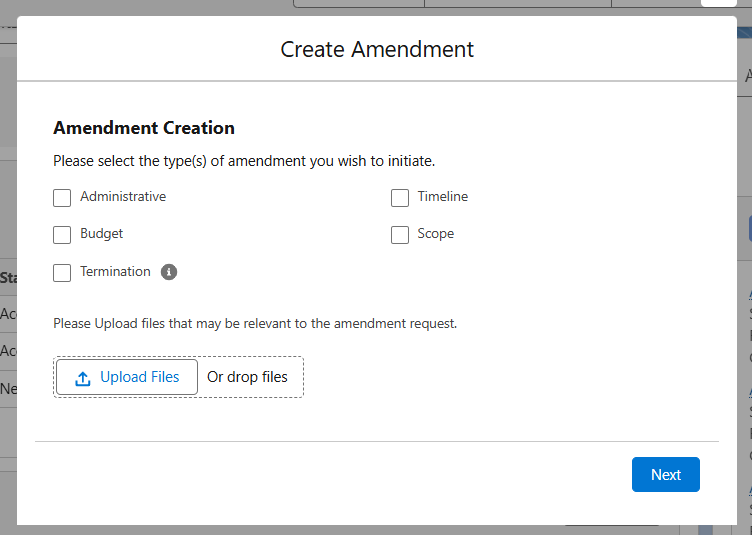 Create Amendment
Amendment Creation
Please select the type(s) of amendment you wish to initiate.
Administrative
Timeline
Budget
Scope
Termination
Please Upload files that may be relevant to the amendment request.
Upload Files Or drop files
Next